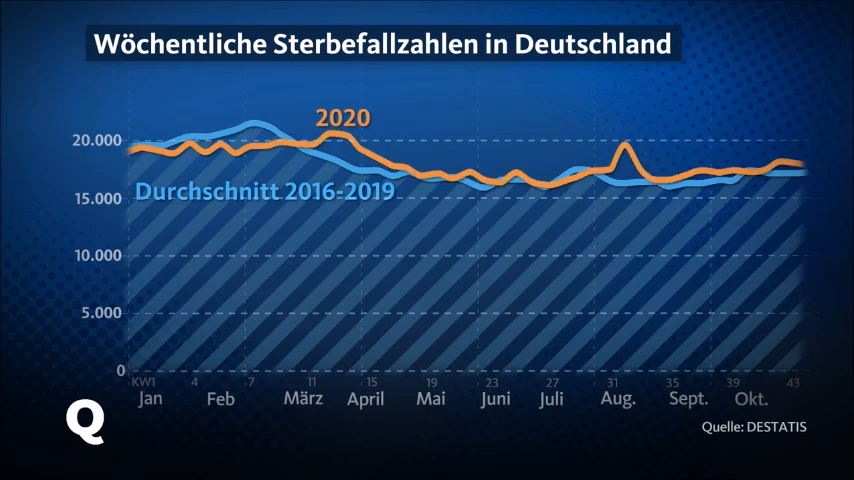 Wöchentliche Sterbefallzahlen in Deutschland
2020
20.000
Durchschnitt 2016-2019
15.000
10.000
5.000
0
KW1 4 7 11 15 19 23 27 31 35 39 43
Jan Feb März April Mai Juni Juli Aug. Sept. Okt.
Q
Quelle: DESTATIS